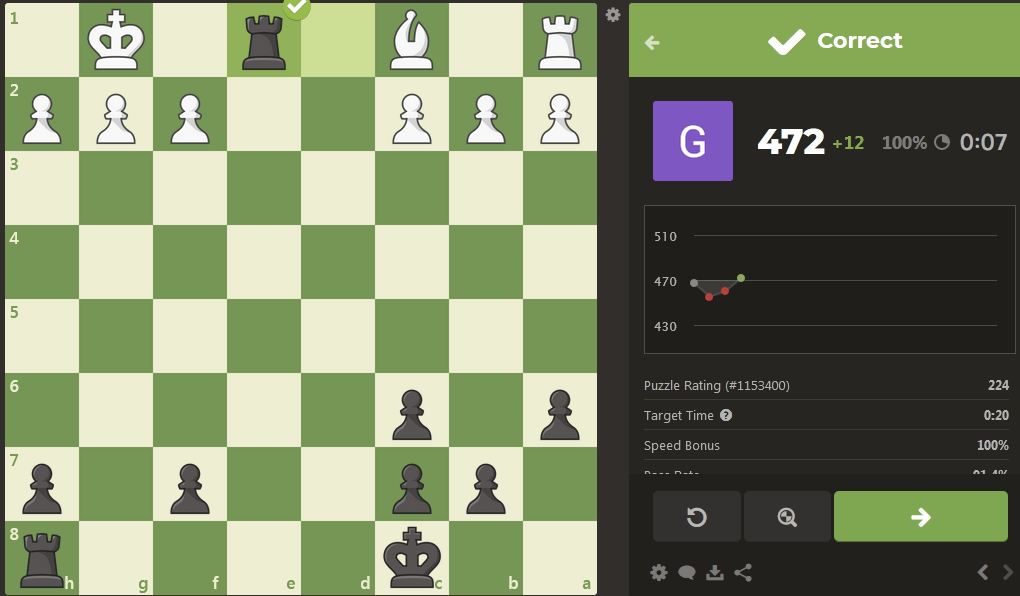 1
2
3
4
5
6
7
8
h
g
f
e
d
c
b
a
Correct
G
472 +12 100% 0:07
510
470
430
Puzzle Rating (#1153400) 224
Target Time ? 0:20
Speed Bonus 100%